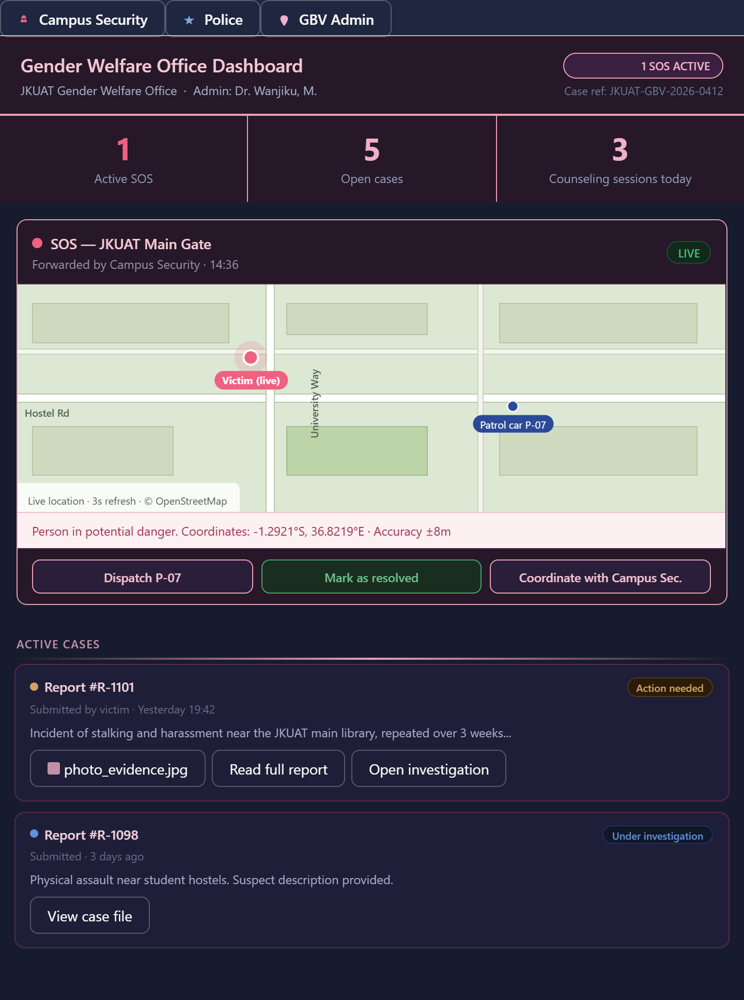 Campus Security
Police
GBV Admin
Gender Welfare Office Dashboard
1 SOS ACTIVE
JKUAT Gender Welfare Office · Admin: Dr. Wanjiku, M.
Case ref: JKUAT-GBV-2026-0412
1
5
3
Active SOS
Open cases
Counseling sessions today
SOS — JKUAT Main Gate
LIVE
Forwarded by Campus Security · 14:36
Victim (live)
University Way
Hostel Rd
Patrol car P-07
Live location · 3s refresh · © OpenStreetMap
Person in potential danger. Coordinates: -1.2921°S, 36.8219°E · Accuracy ±8m
Dispatch P-07
Mark as resolved
Coordinate with Campus Sec.
ACTIVE CASES
Report #R-1101
Action needed
Submitted by victim · Yesterday 19:42
Incident of stalking and harassment near the JKUAT main library, repeated over 3 weeks...
photo_evidence.jpg
Read full report
Open investigation
Report #R-1098
Under investigation
Submitted · 3 days ago
Physical assault near student hostels. Suspect description provided.
View case file